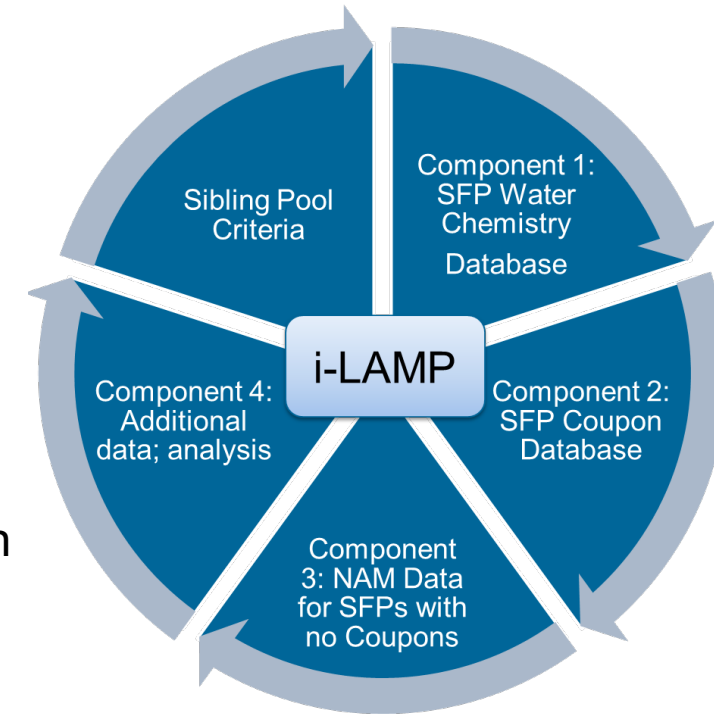 Sibling Pool
Criteria
Component 1:
SFP Water
Chemistry
Database
i-LAMP
Component 4:
Additional
data; analysis
Component 2:
SFP Coupon
Database
Component
3: NAM Data
for SFPs with
no Coupons